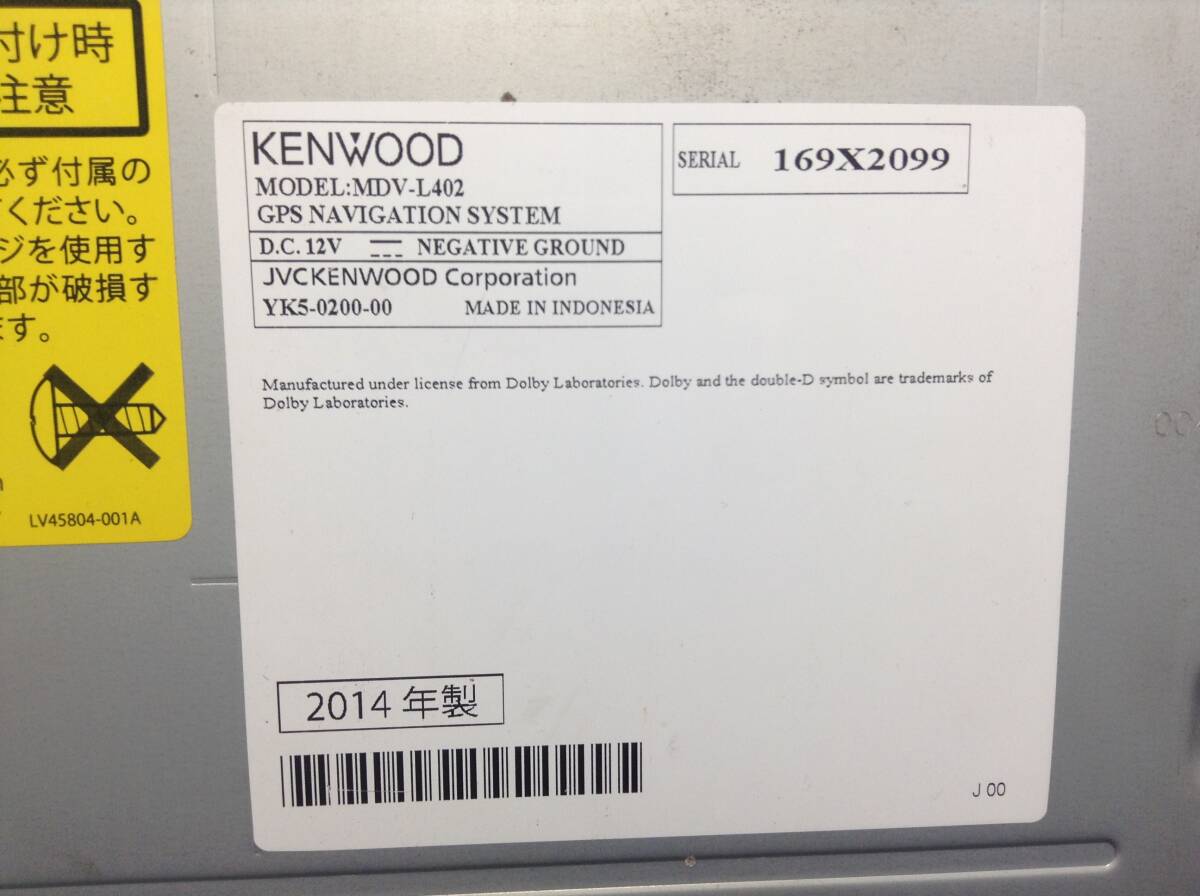 付け時
注意
必ず付属の
ください。
ジを使用す
部が破損す
ます。
LV45804-001A
KENWOOD
MODEL:MDV-L402
GPS NAVIGATION SYSTEM
D.C. 12V NEGATIVE GROUND
JVCKENWOOD Corporation
YK5-0200-00 MADE IN INDONESIA
SERIAL 169X2099
Manufactured under license from Dolby Laboratories. Dolby and the double-D symbol are trademarks of
Dolby Laboratories.
2014 年製
J 00